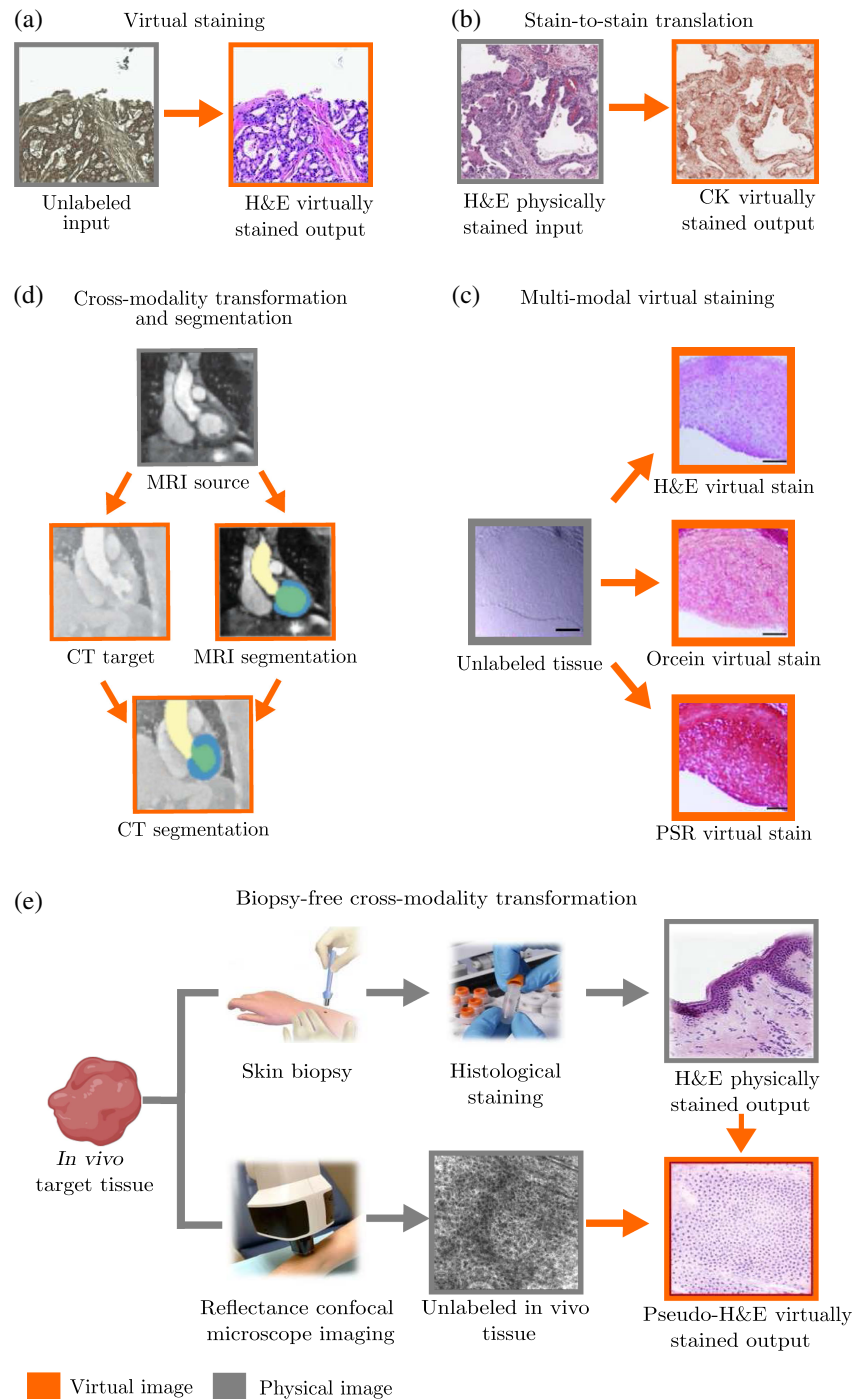 (a)
Virtual staining
Unlabeled
input
H&E virtually
stained output
(b)
Stain-to-stain translation
H&E physically
stained input
CK virtually
stained output
(d)
Cross-modality transformation
and segmentation
MRI source
CT target
MRI segmentation
CT segmentation
(c)
Multi-modal virtual staining
Unlabeled tissue
H&E virtual stain
Orcein virtual stain
PSR virtual stain
(e)
Biopsy-free cross-modality transformation
In vivo
target tissue
Skin biopsy
Histological
staining
H&E physically
stained output
Reflectance confocal
microscope imaging
Unlabeled in vivo
tissue
Pseudo-H&E virtually
stained output
Virtual image
Physical image